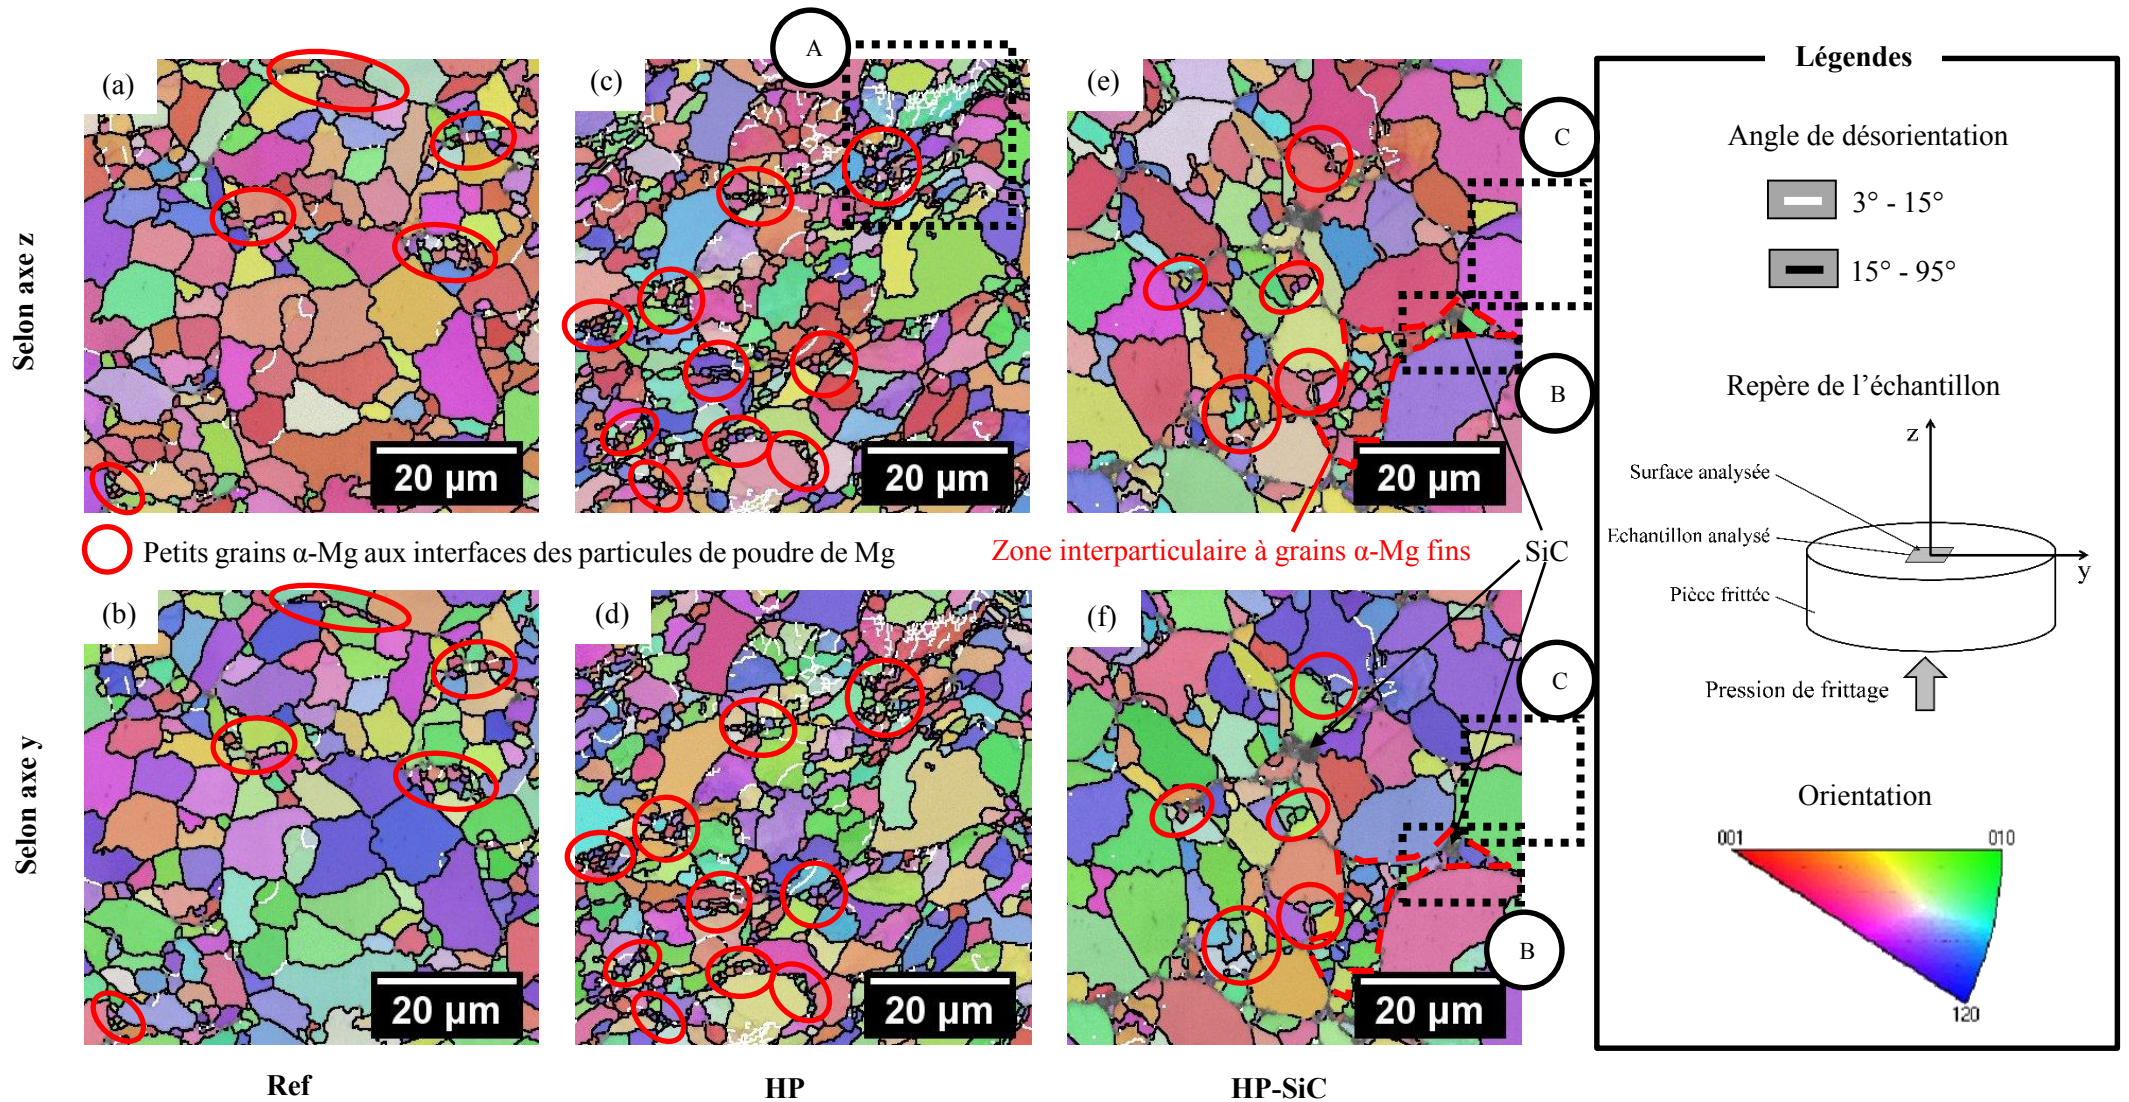 A
(a)
(c)
(e)
C
Légendes
Angle de désorientation
3° - 15°
15° - 95°
Selon axe z
B
Repère de l'échantillon
z
Surface analysée
Echantillon analysé
y
Pièce frittée
Pression de frittage
20 µm
20 µm
20 µm
Petits grains α-Mg aux interfaces des particules de poudre de Mg
Zone interparticulaire à grains α-Mg fins
SiC
(b)
(d)
(f)
C
Selon axe y
B
Orientation
001
010
120
20 µm
20 µm
20 µm
Ref
HP
HP-SiC